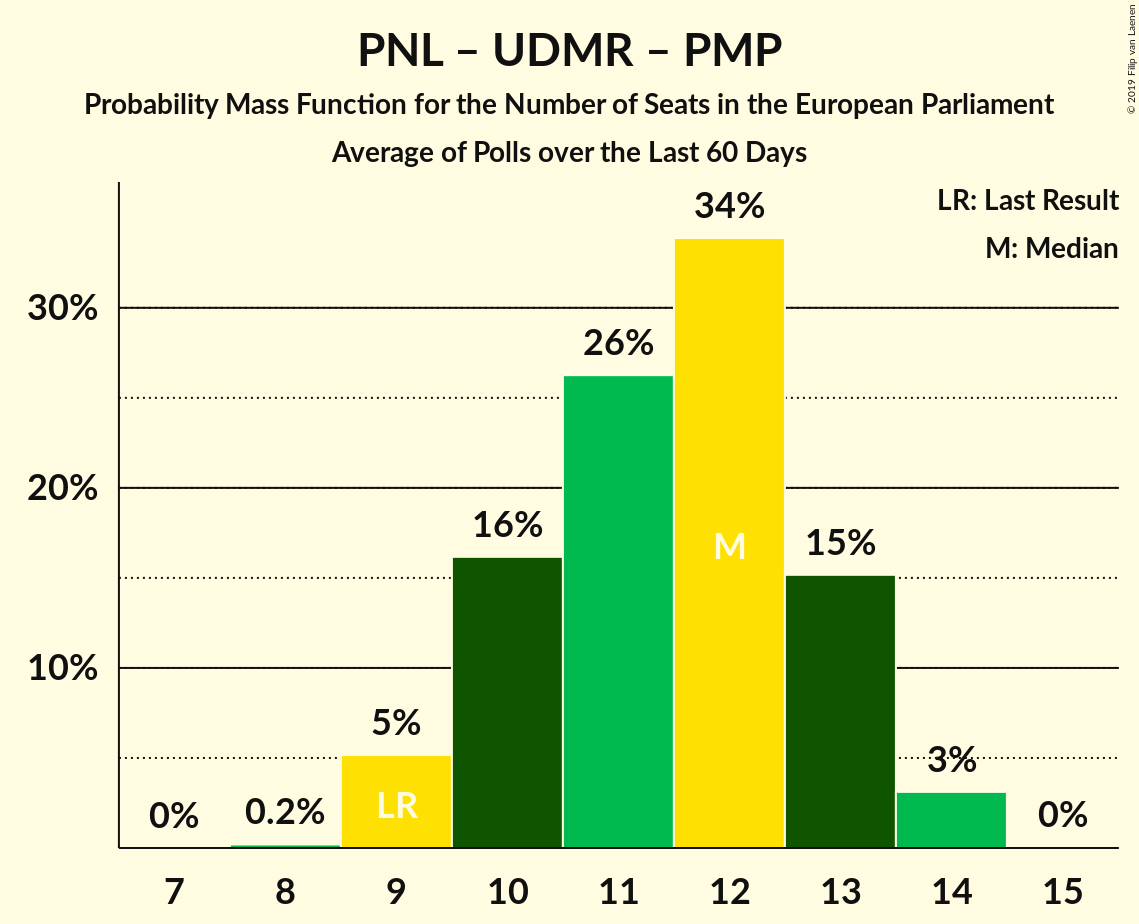 PNL – UDMR – PMP
Probability Mass Function for the Number of Seats in the European Parliament
Average of Polls over the Last 60 Days
© 2019 Filip van Laenen
LR: Last Result
M: Median
34%
30%
26%
20%
16%
M
15%
10%
5%
3%
LR
0%
0.2%
0%
7 8 9 10 11 12 13 14 15